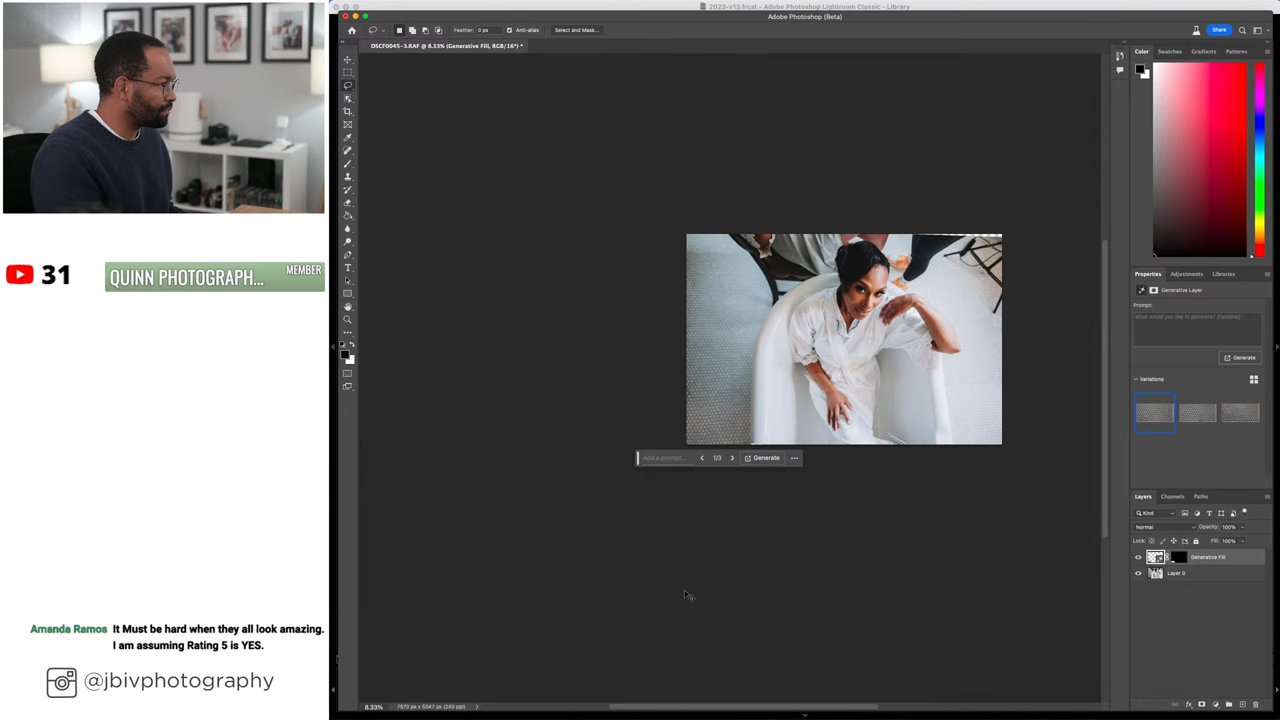 2023-v13.lrcat - Adobe Photoshop Lightroom Classic - Library
Adobe Photoshop (Beta)
Feather: 0 px
Anti-alias
Select and Mask...
Share
DSCF0045-3.RAF @ 8.33% (Generative Fill, RGB/16*) *
Color
Swatches
Gradients
Patterns
31
QUINN PHOTOGRAPH...
MEMBER
Properties
Adjustments
Libraries
Generative Layer
Prompt:
What would you like to generate? (Optional)
Generate
Variations
Add a prompt...
1/3
Generate
Layers
Channels
Paths
Kind
Normal
Opacity: 100%
Lock:
Fill: 100%
Generative Fill
Layer 0
Amanda Ramos It Must be hard when they all look amazing.
I am assuming Rating 5 is YES.
@jbivphotography
8.33%
7570 px x 5047 px (240 ppi)